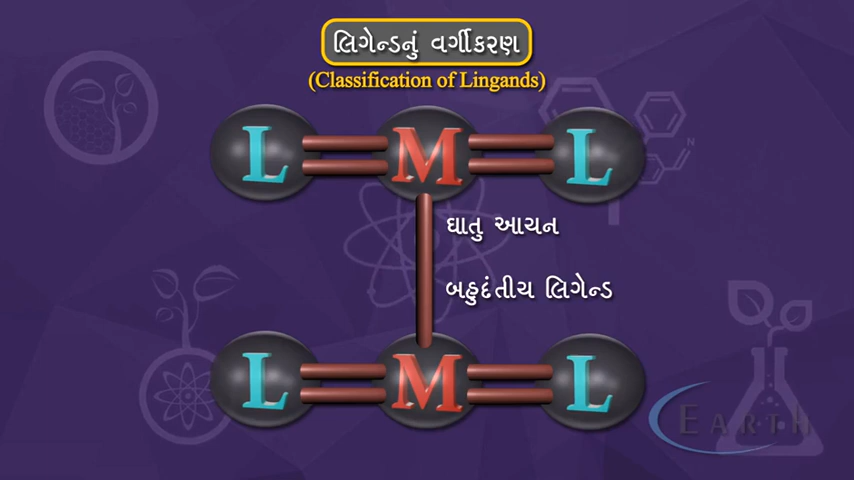 લિગેન્ડનું વર્ગીકરણ
(Classification of Lingands)
L M L
ઘાતુ આયન
બહુદંતીય લિગેન્ડ
L M L
EARTH